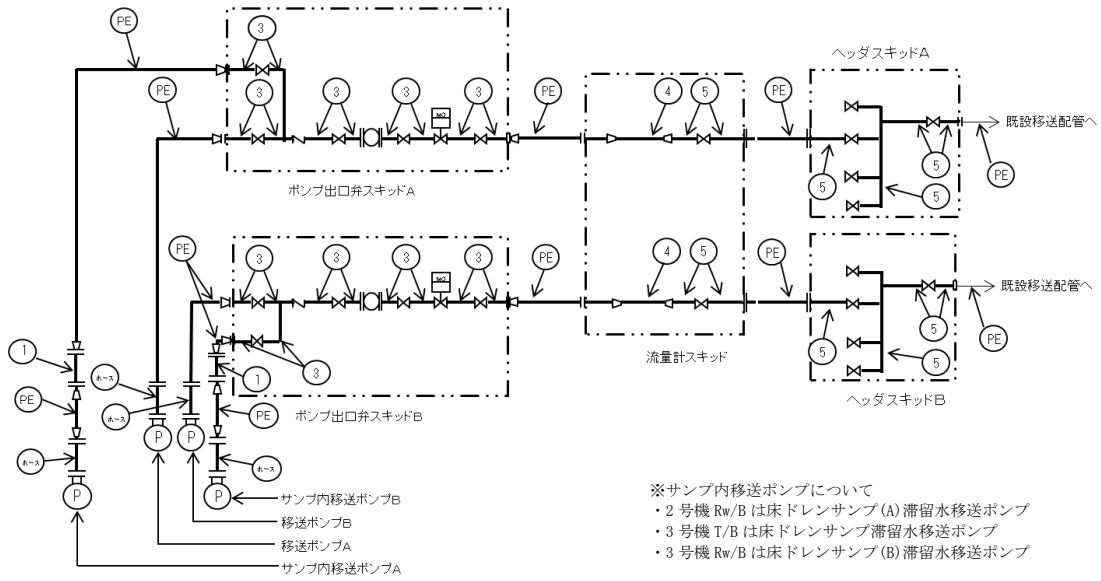 PE
3
ヘッダスキッドA
PE
3
3
3
3
PE
4
5
PE
MO
既設移送配管へ
5
5
5
PE
ポンプ出口弁スキッドA
PE
3
3
3
3
PE
4
5
PE
ヘッダスキッドB
MO
既設移送配管へ
5
5
5
PE
流量計スキッド
1
3
1
ホース
PE
ホース
PE
ポンプ出口弁スキッドB
P
P
ホース
ホース
P
P
サンプ内移送ポンプB
移送ポンプB
移送ポンプA
サンプ内移送ポンプA
※サンプ内移送ポンプについて
・2 号機 Rw/B は床ドレンサンプ(A)滞留水移送ポンプ
・3 号機 T/B は床ドレンサンプ滞留水移送ポンプ
・3 号機 Rw/B は床ドレンサンプ(B)滞留水移送ポンプ